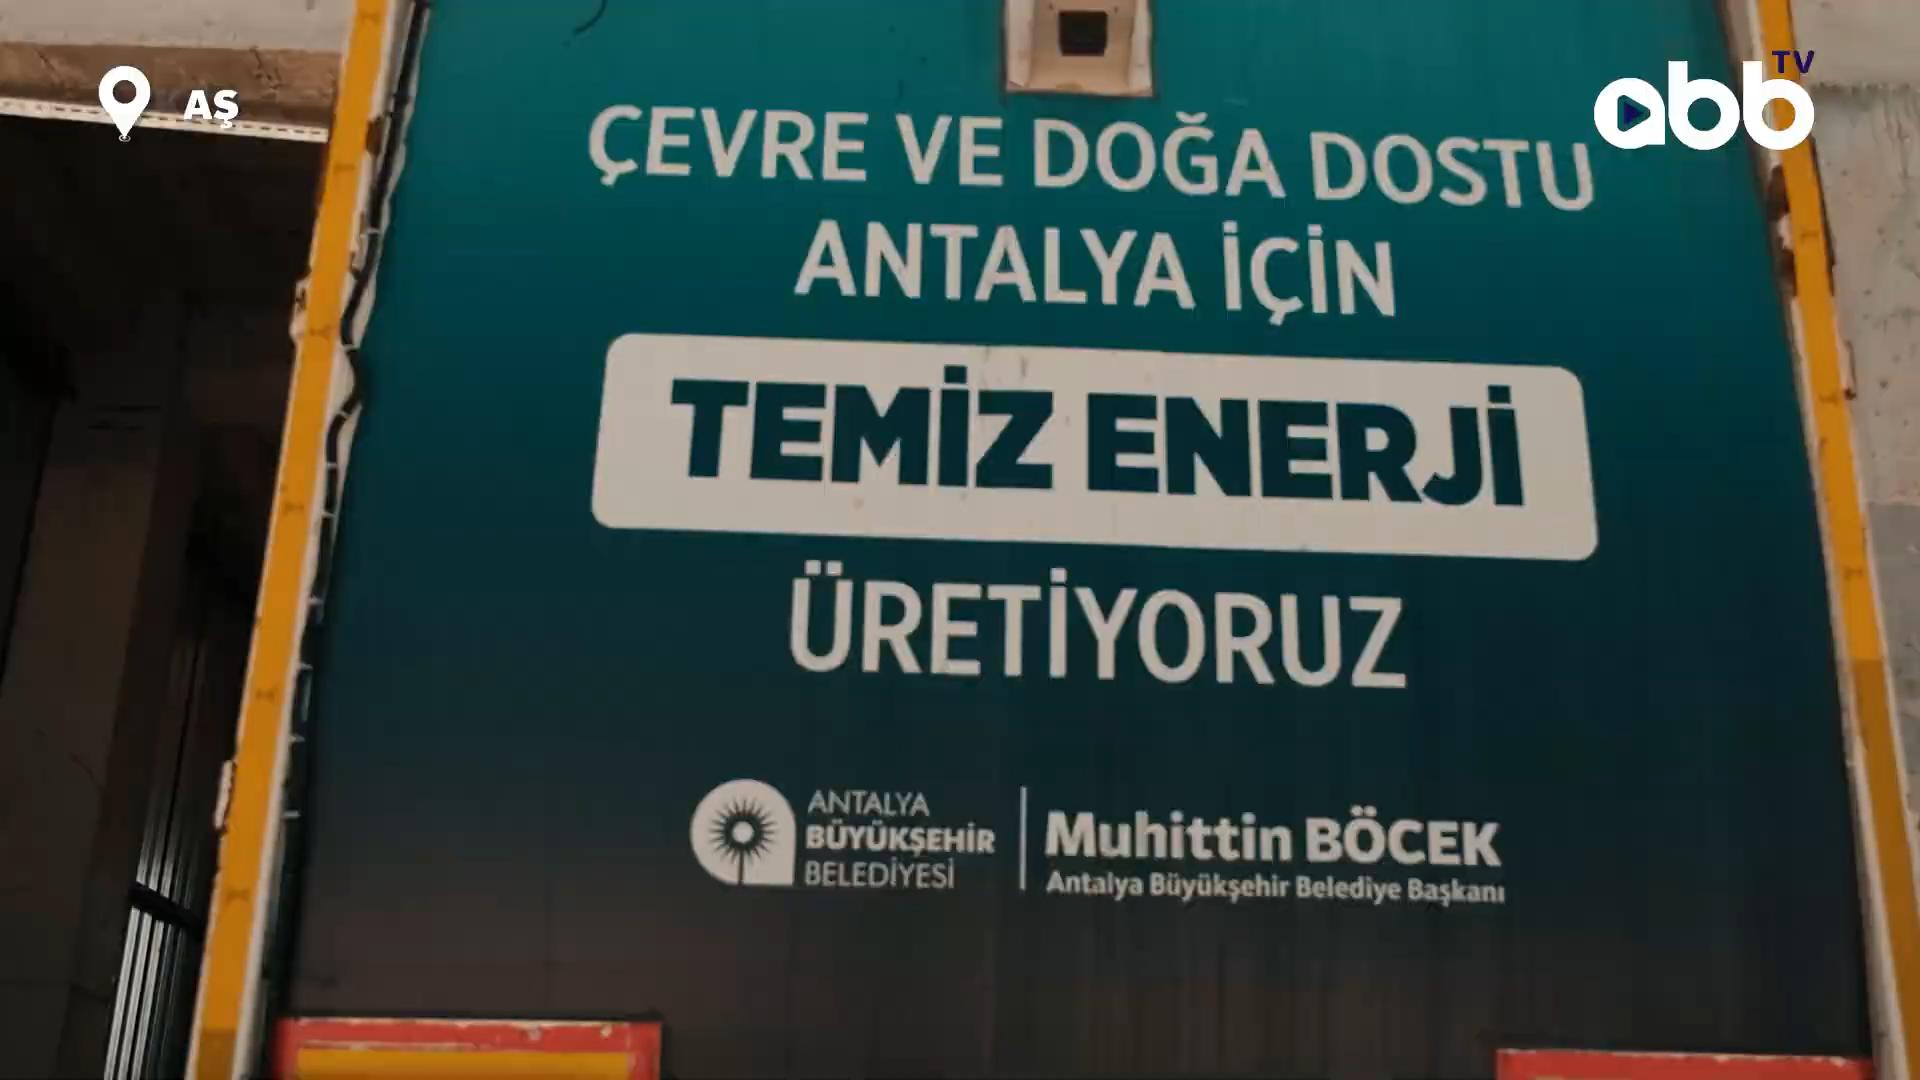 AŞ
abb TV
ÇEVRE VE DOĞA DOSTU
ANTALYA İÇİN
TEMİZ ENERJİ
ÜRETİYORUZ
ANTALYA
BÜYÜKŞEHİR
BELEDİYESİ
Muhittin BÖCEK
Antalya Büyükşehir Belediye Başkanı